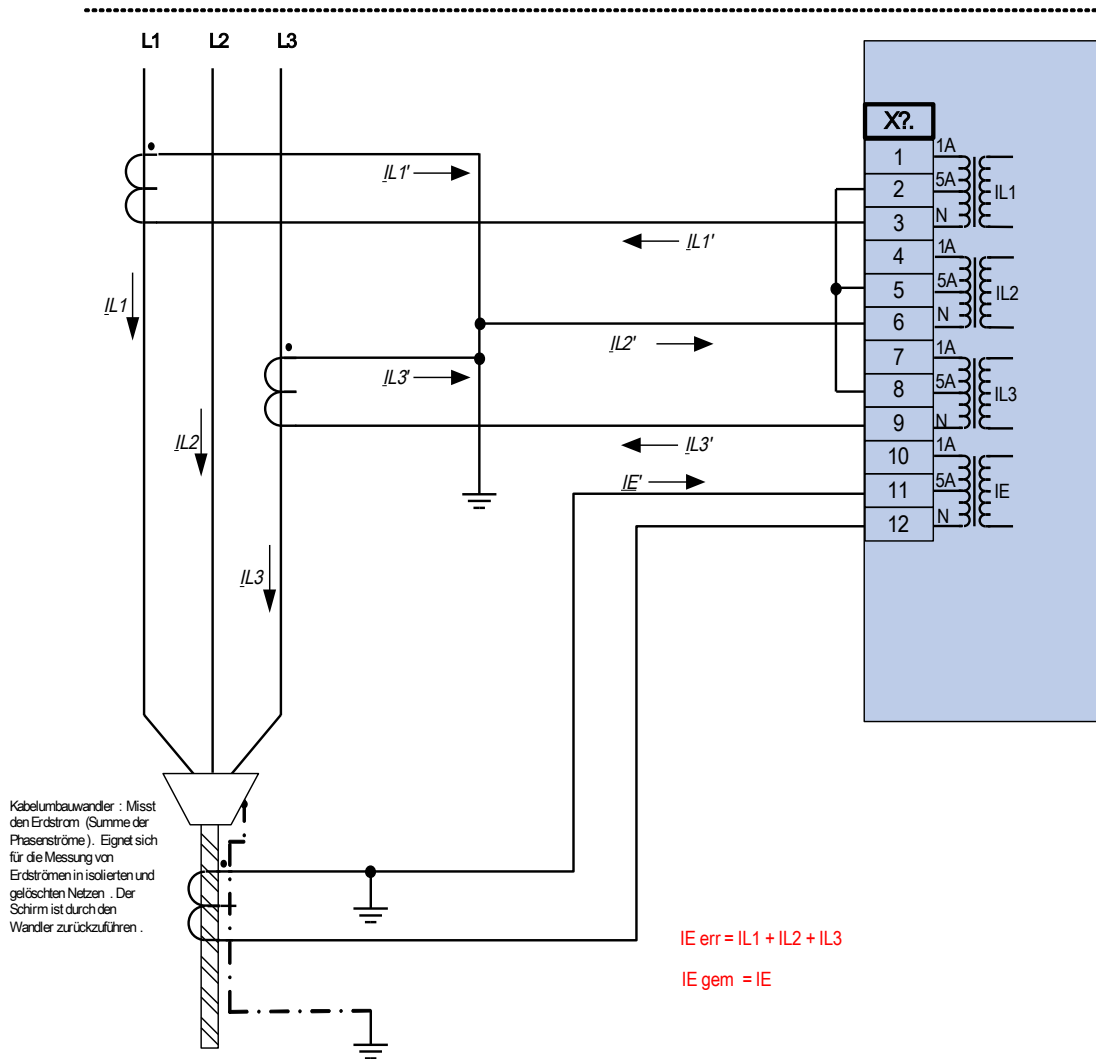 L1 L2 L3
X?.
1 1A
2 5A IL1
3 N
4 1A
5 5A IL2
6 N
7 1A
8 5A IL3
9 N
10 1A
11 5A IE
12 N
IL1'
IL1'
IL1
IL2'
IL3'
IL2
IL3'
IE'
IL3
Kabelumbauwandler : Misst
den Erdstrom (Summe der
Phasenströme ). Eignet sich
für die Messung von
Erdströmen in isolierten und
gelöschten Netzen . Der
Schirm ist durch den
Wandler zurückzuführen .
IE err = IL1 + IL2 + IL3
IE gem = IE